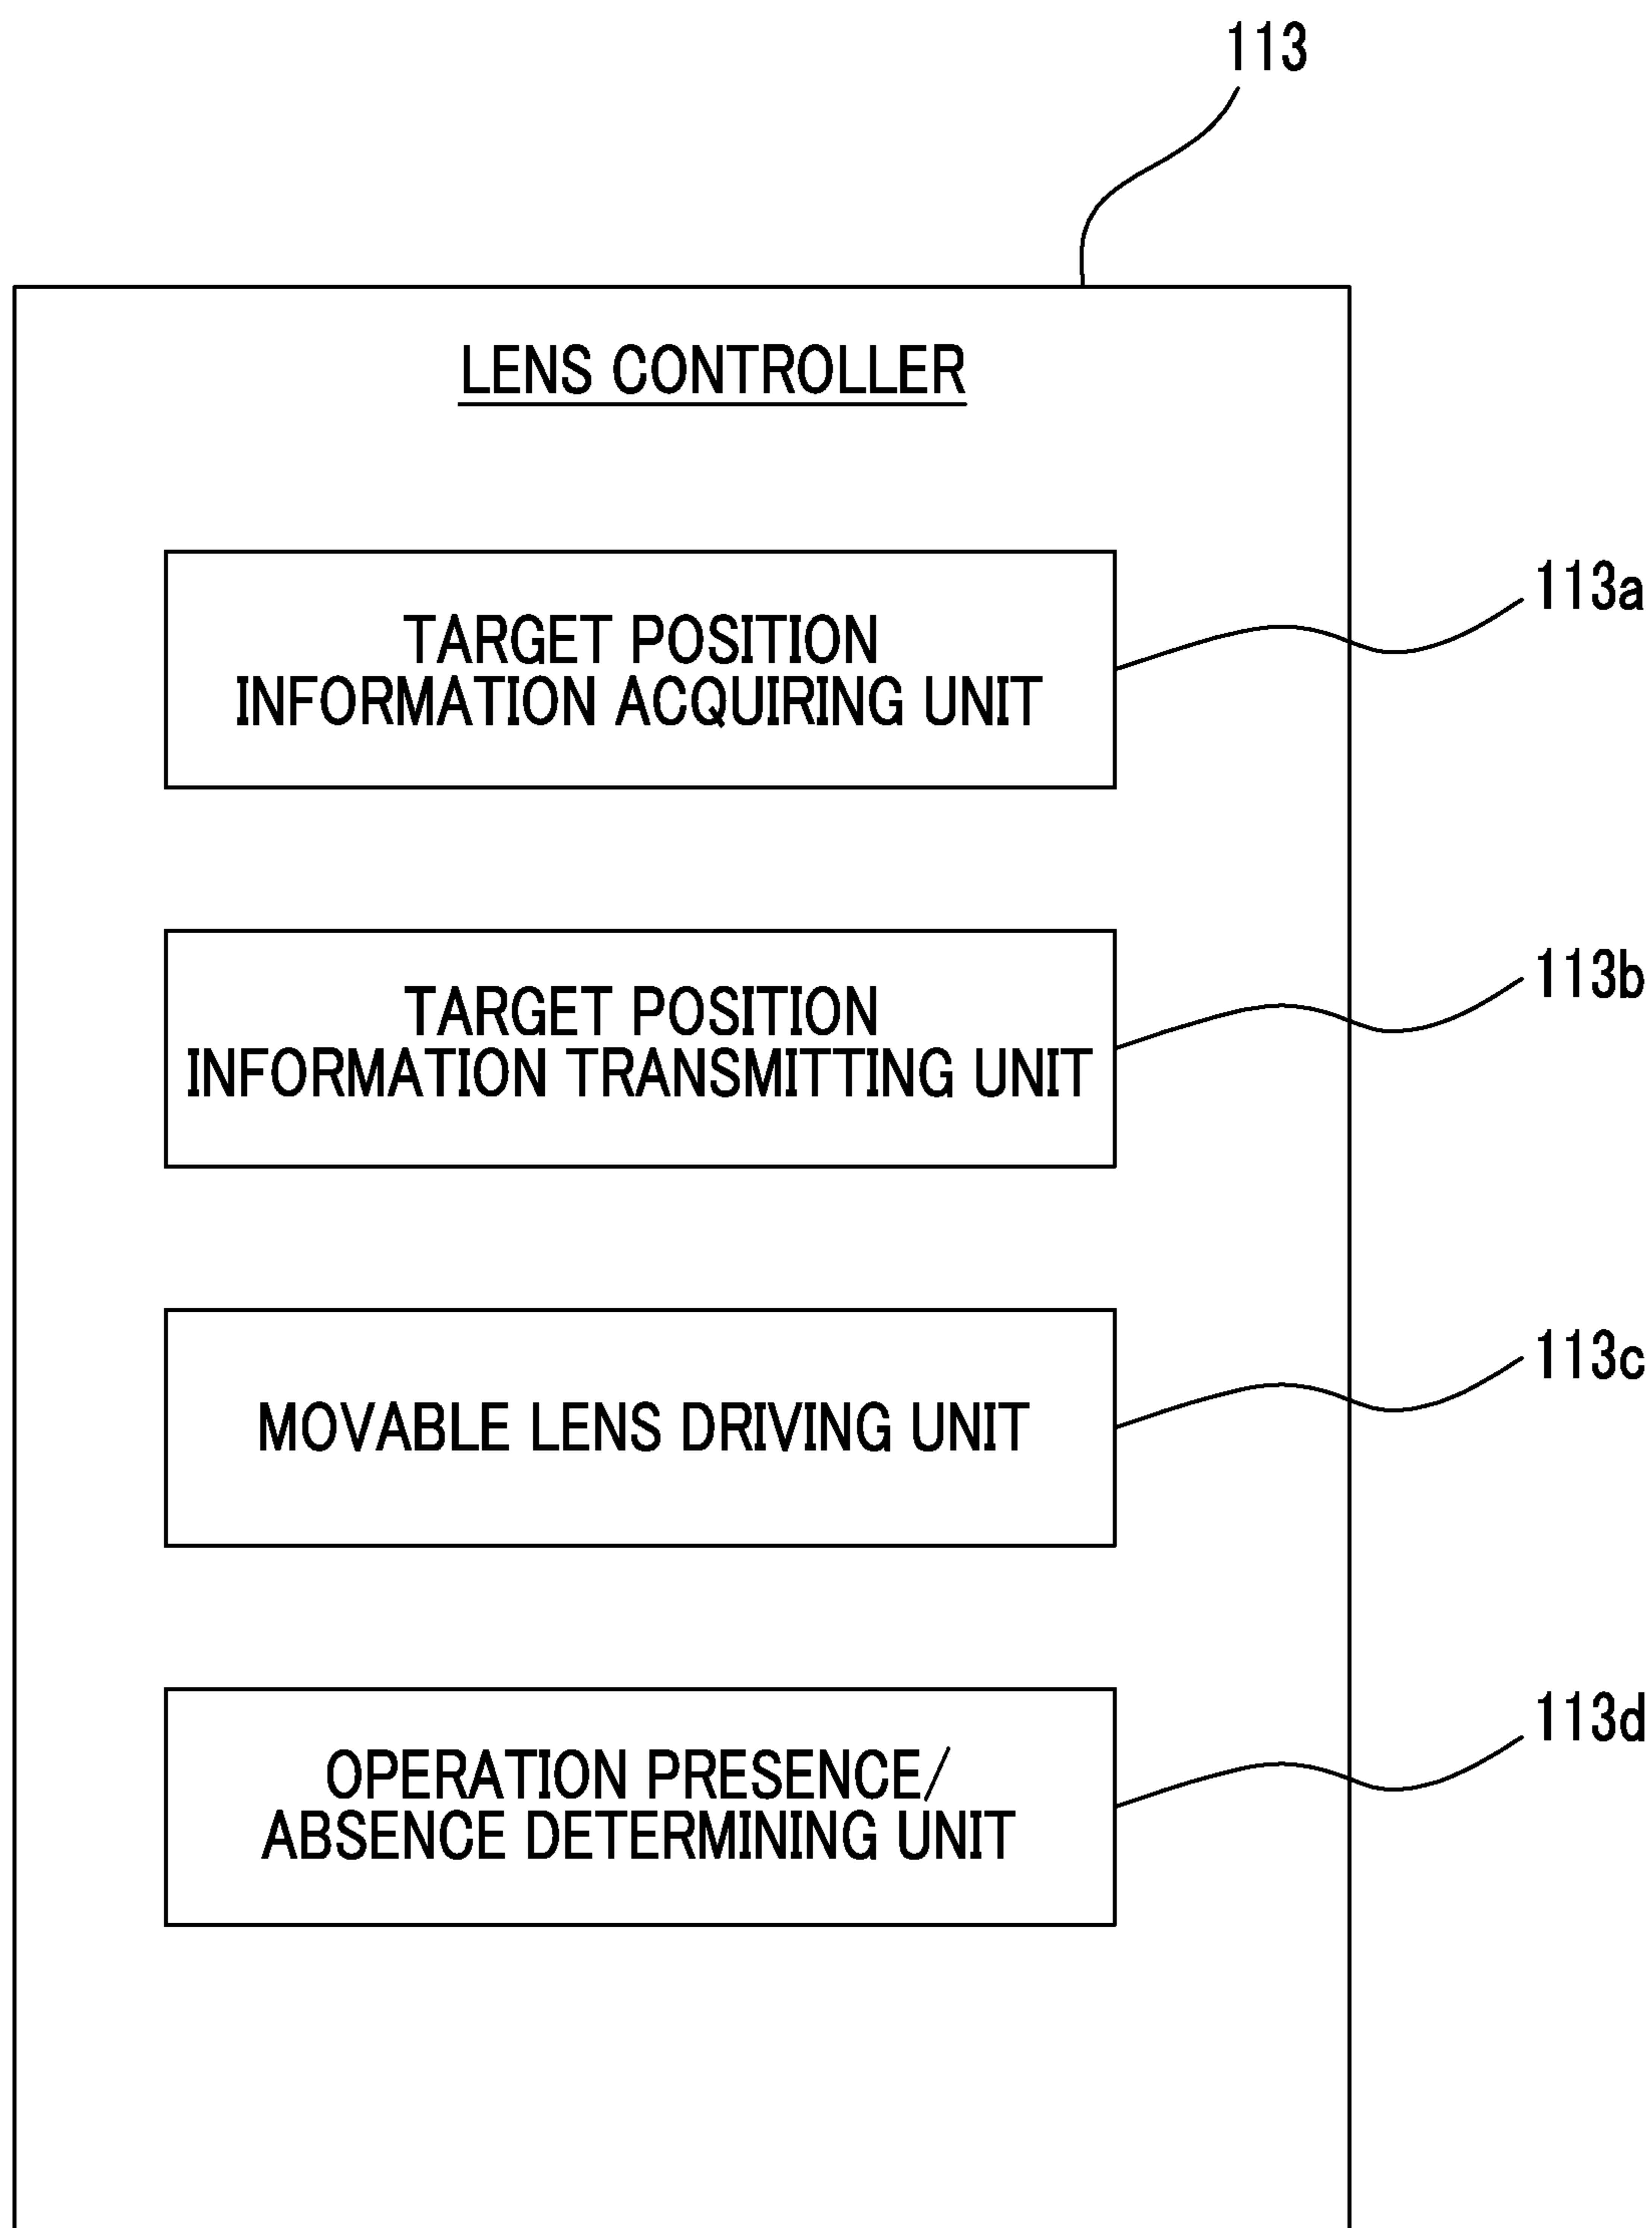 113
LENS CONTROLLER
TARGET POSITION
INFORMATION ACQUIRING UNIT
113a
TARGET POSITION
INFORMATION TRANSMITTING UNIT
113b
MOVABLE LENS DRIVING UNIT
113c
OPERATION PRESENCE/
ABSENCE DETERMINING UNIT
113d